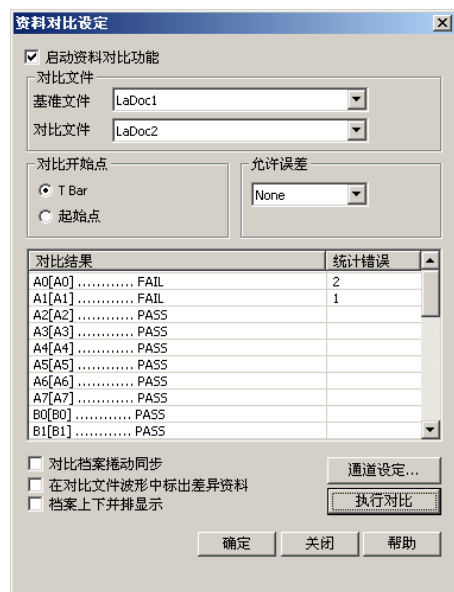 资料对比设定
启动资料对比功能
对比文件
基准文件 LaDoc1
对比文件 LaDoc2
对比开始点
T Bar
起始点
允许误差
None
对比结果 统计错误
A0[A0] ............ FAIL 2
A1[A1] ............ FAIL 1
A2[A2] ............ PASS
A3[A3] ............ PASS
A4[A4] ............ PASS
A5[A5] ............ PASS
A6[A6] ............ PASS
A7[A7] ............ PASS
B0[B0] ............ PASS
B1[B1] ............ PASS
对比档案捲动同步
在对比文件波形中标出差异资料
档案上下并排显示
通道设定...
执行对比
确定 关闭 帮助